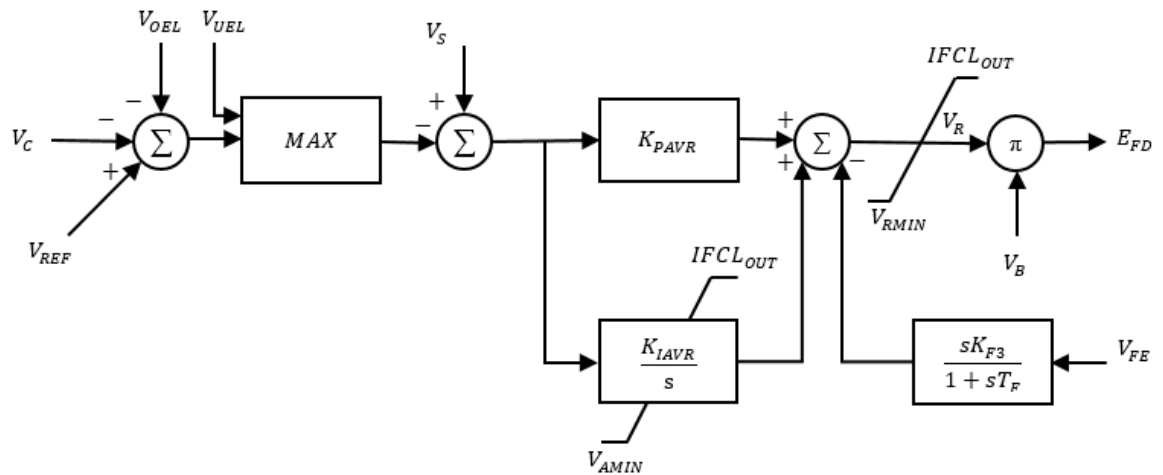 V_OEL
V_UEL
V_S
IFCL_OUT
−
+
+
V_R
V_C
−
Σ
MAX
−
Σ
K_PAVR
Σ
π
E_FD
+
+
−
V_REF
V_RMIN
IFCL_OUT
V_B
K_IAVR
s
sK_F3
1 + sT_F
V_FE
V_AMIN